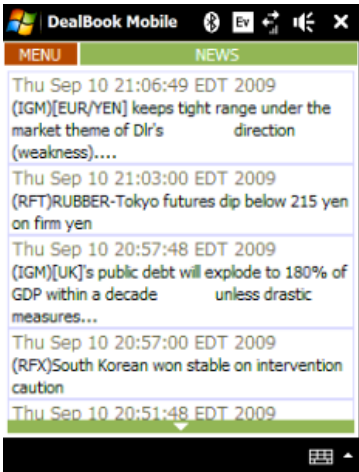 DealBook Mobile
Ev
MENU
NEWS
Thu Sep 10 21:06:49 EDT 2009
(IGM)[EUR/YEN] keeps tight range under the
market theme of Dlr's direction
(weakness)....
Thu Sep 10 21:03:00 EDT 2009
(RFT)RUBBER-Tokyo futures dip below 215 yen
on firm yen
Thu Sep 10 20:57:48 EDT 2009
(IGM)[UK]'s public debt will explode to 180% of
GDP within a decade unless drastic
measures...
Thu Sep 10 20:57:00 EDT 2009
(RFX)South Korean won stable on intervention
caution
Thu Sep 10 20:51:48 EDT 2009